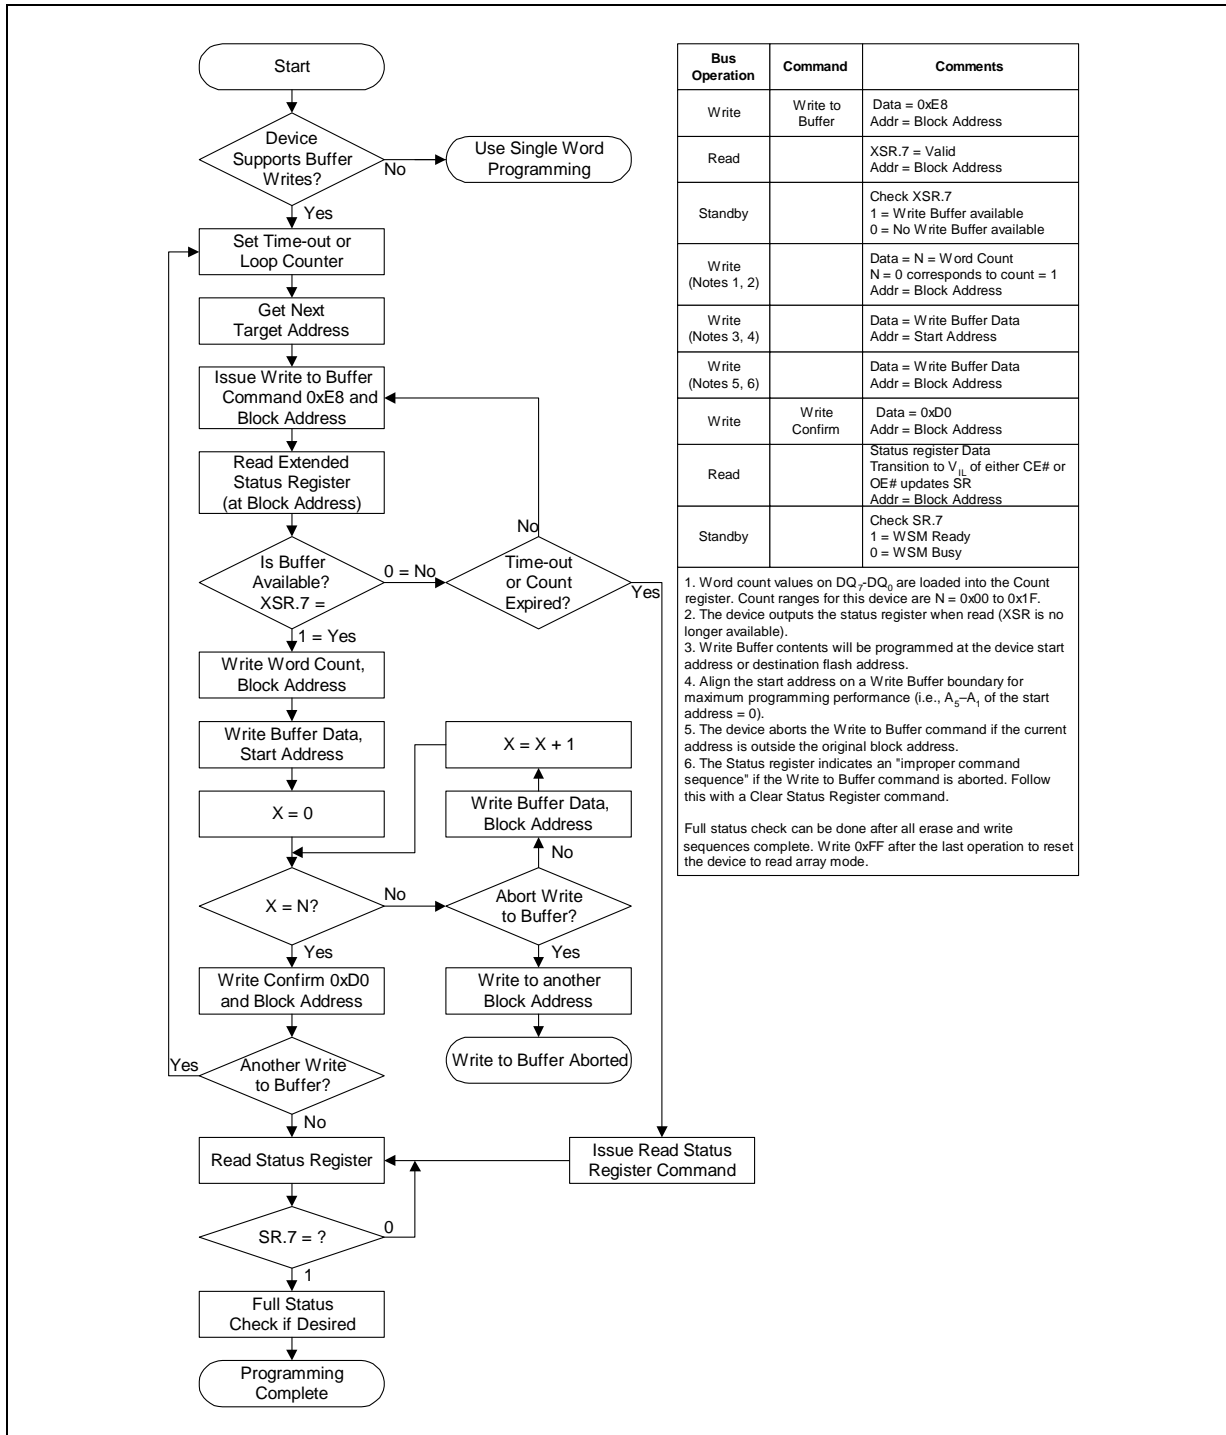 Start
Device
Supports Buffer
Writes?
No
Use Single Word
Programming
Yes
Set Time-out or
Loop Counter
Get Next
Target Address
Issue Write to Buffer
Command 0xE8 and
Block Address
Read Extended
Status Register
(at Block Address)
No
Is Buffer
Available?
XSR.7 =
0 = No
Time-out
or Count
Expired?
Yes
1 = Yes
Write Word Count,
Block Address
Write Buffer Data,
Start Address
X = X + 1
X = 0
Write Buffer Data,
Block Address
No
X = N?
No
Abort Write
to Buffer?
Yes
Yes
Write Confirm 0xD0
and Block Address
Write to another
Block Address
Yes
Another Write
to Buffer?
Write to Buffer Aborted
No
Read Status Register
Issue Read Status
Register Command
SR.7 = ?
0
1
Full Status
Check if Desired
Programming
Complete
Bus
Operation
Command
Comments
Write
Write to
Buffer
Data = 0xE8
Addr = Block Address
Read
XSR.7 = Valid
Addr = Block Address
Standby
Check XSR.7
1 = Write Buffer available
0 = No Write Buffer available
Write
(Notes 1, 2)
Data = N = Word Count
N = 0 corresponds to count = 1
Addr = Block Address
Write
(Notes 3, 4)
Data = Write Buffer Data
Addr = Start Address
Write
(Notes 5, 6)
Data = Write Buffer Data
Addr = Block Address
Write
Write
Confirm
Data = 0xD0
Addr = Block Address
Read
Status register Data
Transition to V_IL of either CE# or
OE# updates SR
Addr = Block Address
Standby
Check SR.7
1 = WSM Ready
0 = WSM Busy
1. Word count values on DQ₇-DQ₀ are loaded into the Count
register. Count ranges for this device are N = 0x00 to 0x1F.
2. The device outputs the status register when read (XSR is no
longer available).
3. Write Buffer contents will be programmed at the device start
address or destination flash address.
4. Align the start address on a Write Buffer boundary for
maximum programming performance (i.e., A₅–A₁ of the start
address = 0).
5. The device aborts the Write to Buffer command if the current
address is outside the original block address.
6. The Status register indicates an "improper command
sequence" if the Write to Buffer command is aborted. Follow
this with a Clear Status Register command.
Full status check can be done after all erase and write
sequences complete. Write 0xFF after the last operation to reset
the device to read array mode.